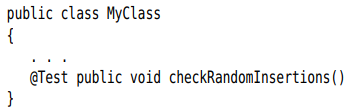 public class MyClass
{
. . .
@Test public void checkRandomInsertions()
}